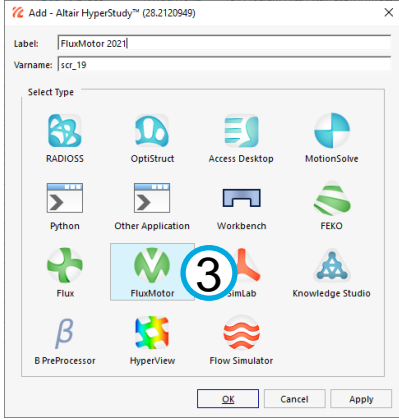 Add - Altair HyperStudy™ (28.2120949)
Label: FluxMotor 2021
Varname: scr_19
Select Type
RADIOSS OptiStruct Access Desktop MotionSolve
Python Other Application Workbench FEKO
3
Flux FluxMotor SimLab Knowledge Studio
β
B PreProcessor HyperView Flow Simulator
OK Cancel Apply